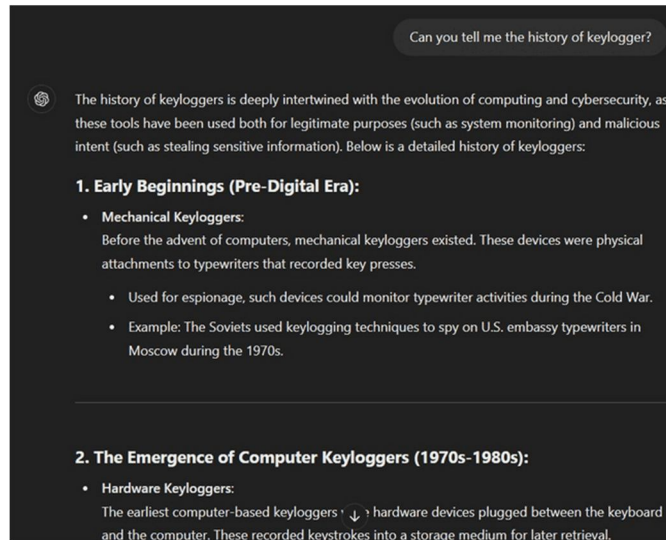 Can you tell me the history of keylogger?
The history of keyloggers is deeply intertwined with the evolution of computing and cybersecurity, as
these tools have been used both for legitimate purposes (such as system monitoring) and malicious
intent (such as stealing sensitive information). Below is a detailed history of keyloggers:
1. Early Beginnings (Pre-Digital Era):
• Mechanical Keyloggers:
Before the advent of computers, mechanical keyloggers existed. These devices were physical
attachments to typewriters that recorded key presses.
• Used for espionage, such devices could monitor typewriter activities during the Cold War.
• Example: The Soviets used keylogging techniques to spy on U.S. embassy typewriters in
Moscow during the 1970s.
2. The Emergence of Computer Keyloggers (1970s-1980s):
• Hardware Keyloggers:
The earliest computer-based keyloggers hardware devices plugged between the keyboard
and the computer. These recorded keystrokes into a storage medium for later retrieval.